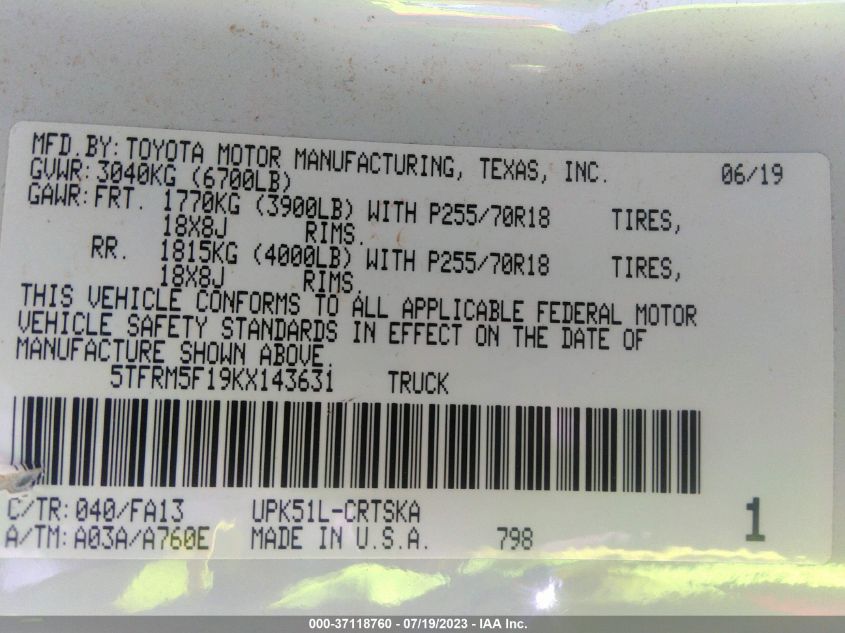 MFD.BY:TOYOTA MOTOR MANUFACTURING, TEXAS, INC. 06/19
GVWR:3040KG (6700LB)
GAWR:FRT. 1770KG (3900LB) WITH P255/70R18 TIRES,
18X8J RIMS.
RR. 1815KG (4000LB) WITH P255/70R18 TIRES,
18X8J RIMS.
THIS VEHICLE CONFORMS TO ALL APPLICABLE FEDERAL MOTOR
VEHICLE SAFETY STANDARDS IN EFFECT ON THE DATE OF
MANUFACTURE SHOWN ABOVE.
5TFRM5F19KX143631 TRUCK
C/TR:040/FA13 UPK51L-CRTSKA 1
A/TM:A03A/A760E MADE IN U.S.A. 798
000-37118760 - 07/19/2023 - IAA Inc.